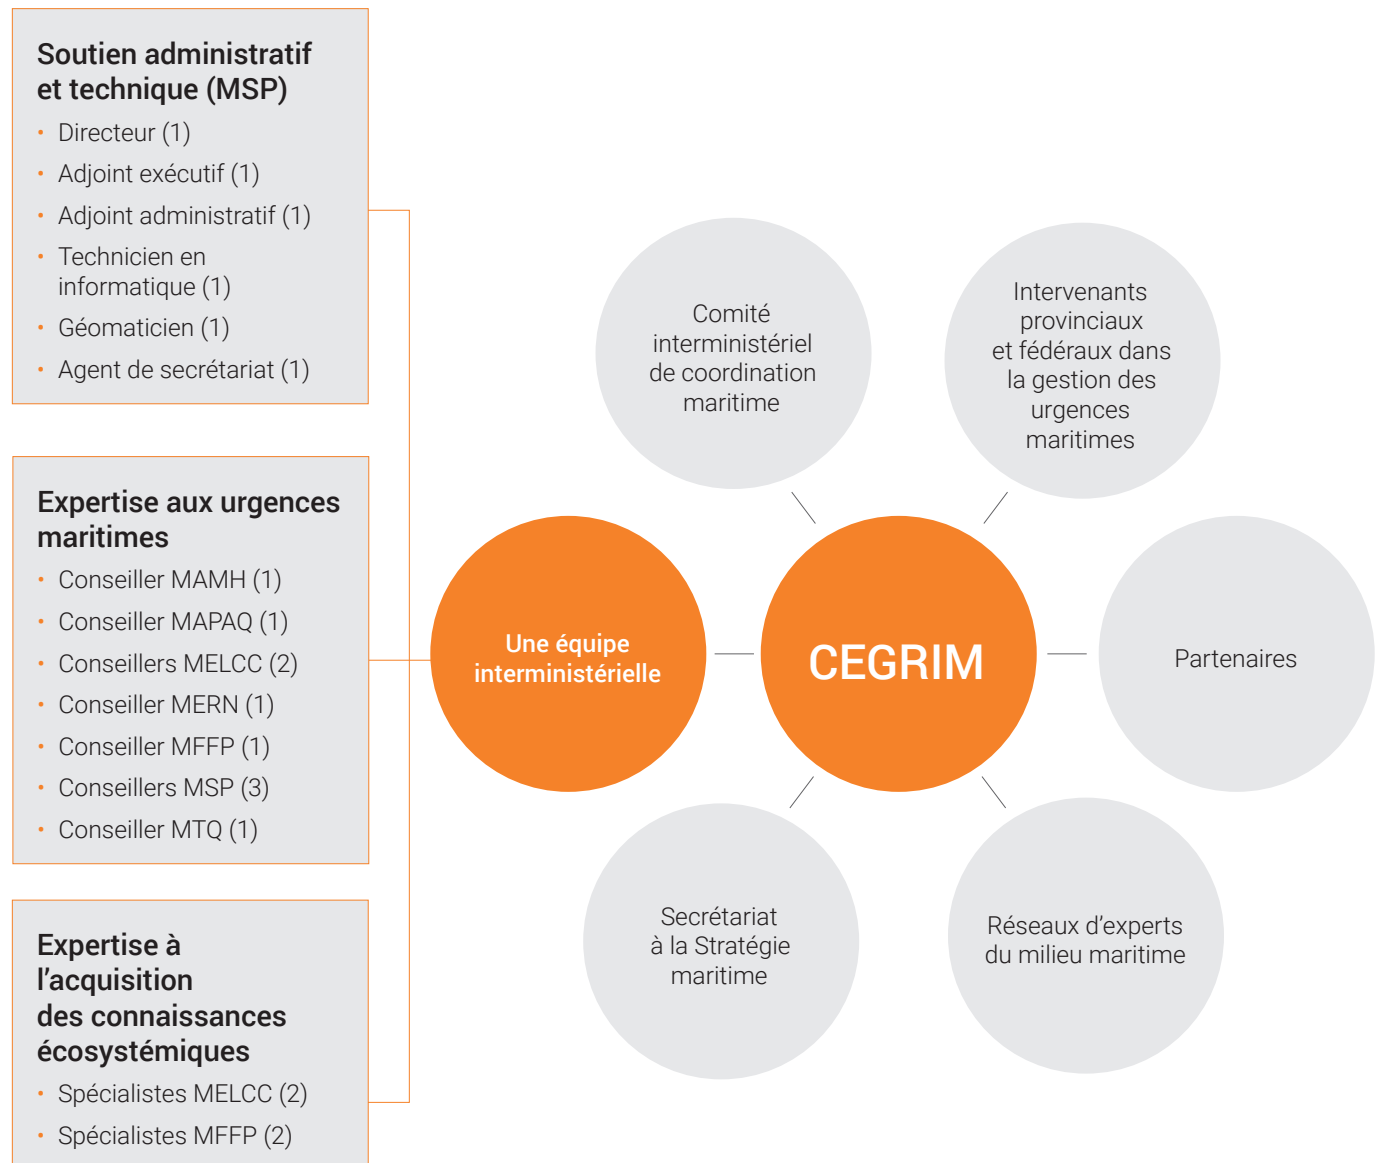 Soutien administratif
et technique (MSP)
• Directeur (1)
• Adjoint exécutif (1)
• Adjoint administratif (1)
• Technicien en
informatique (1)
• Géomaticien (1)
• Agent de secrétariat (1)
Expertise aux urgences
maritimes
• Conseiller MAMH (1)
• Conseiller MAPAQ (1)
• Conseillers MELCC (2)
• Conseiller MERN (1)
• Conseiller MFFP (1)
• Conseillers MSP (3)
• Conseiller MTQ (1)
Expertise à
l’acquisition
des connaissances
écosystémiques
• Spécialistes MELCC (2)
• Spécialistes MFFP (2)
Une équipe
interministérielle
CEGRIM
Comité
interministériel
de coordination
maritime
Intervenants
provinciaux
et fédéraux dans
la gestion des
urgences
maritimes
Partenaires
Réseaux d’experts
du milieu maritime
Secrétariat
à la Stratégie
maritime